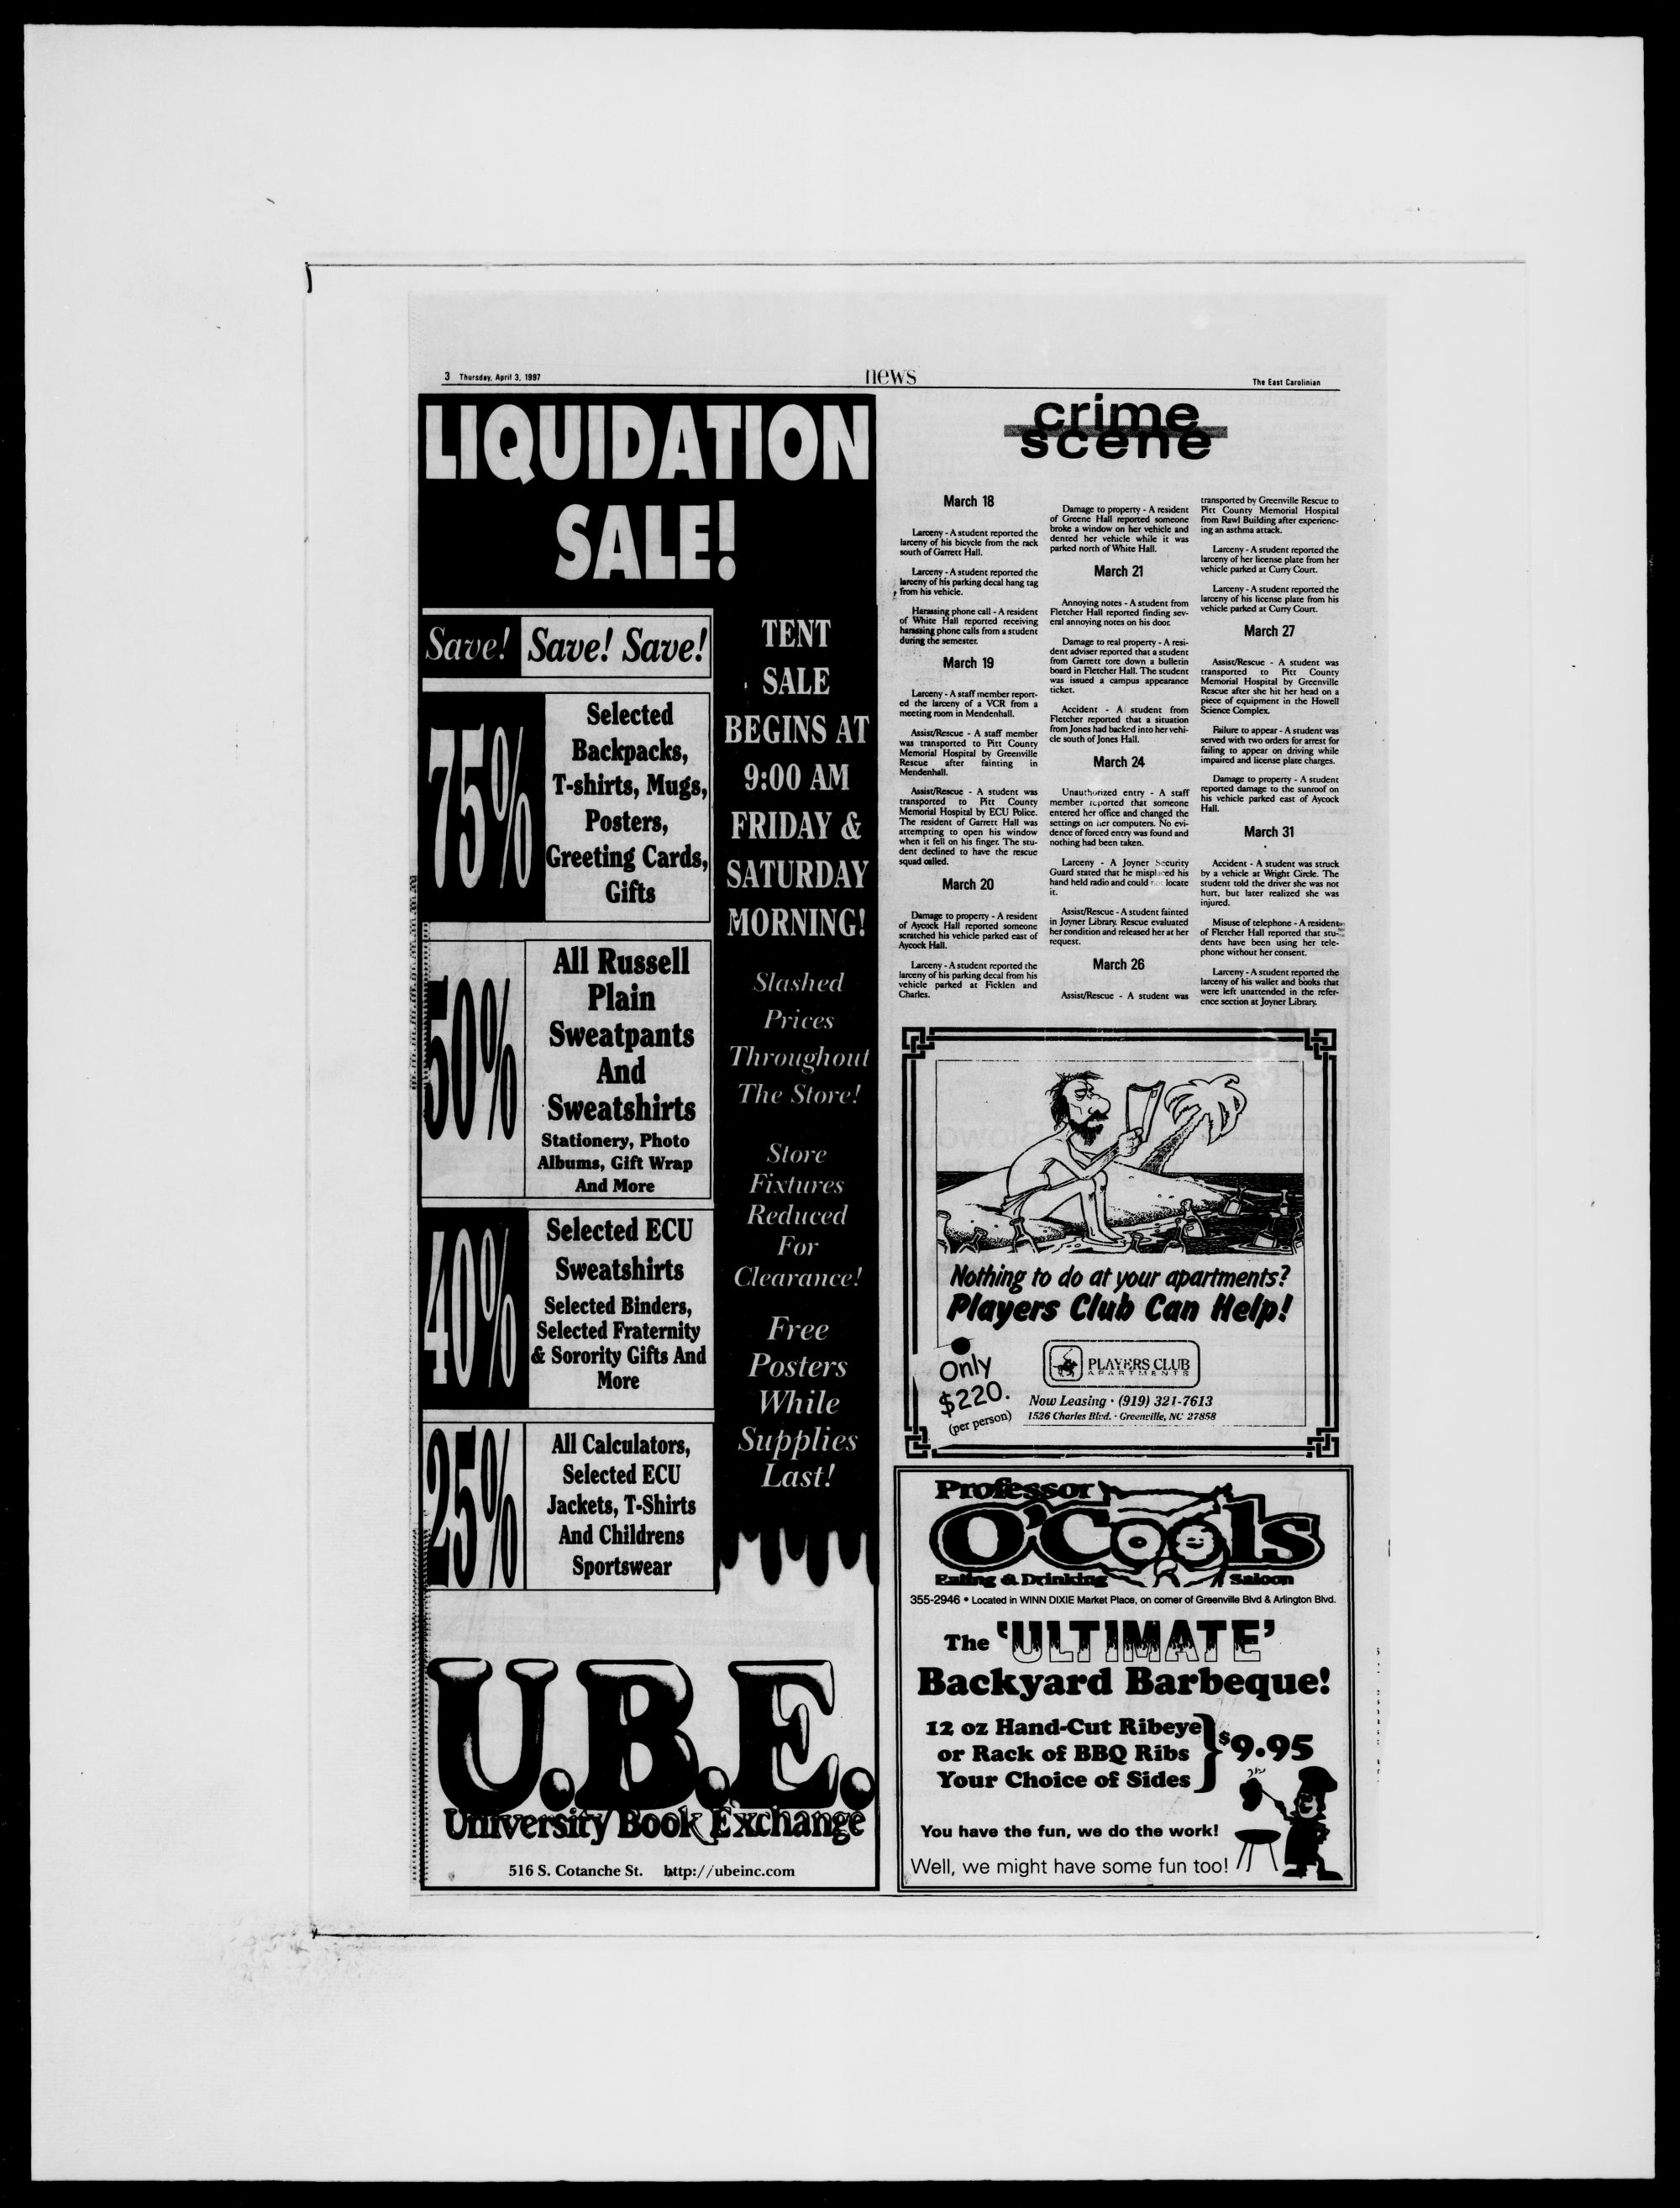 3 Thursday, April 3, 1997
news
The East Carolinian
LIQUIDATION
SALE!
Save! Save! Save!
75%
Selected
Backpacks,
T-shirts, Mugs,
Posters,
Greeting Cards,
Gifts
50%
All Russell
Plain
Sweatpants
And
Sweatshirts
Stationery, Photo
Albums, Gift Wrap
And More
40%
Selected ECU
Sweatshirts
Selected Binders,
Selected Fraternity
& Sorority Gifts And
More
25%
All Calculators,
Selected ECU
Jackets, T-Shirts
And Childrens
Sportswear
TENT
SALE
BEGINS AT
9:00 AM
FRIDAY &
SATURDAY
MORNING!
Slashed
Prices
Throughout
The Store!
Store
Fixtures
Reduced
For
Clearance!
Free
Posters
While
Supplies
Last!
U.B.E.
University Book Exchange
516 S. Cotanche St. http://ubeinc.com
crime
scene
March 18
Larceny - A student reported the
larceny of his bicycle from the rack
south of Garrett Hall.
Larceny - A student reported the
larceny of his parking decal hang tag
from his vehicle.
Harassing phone call - A resident
of White Hall reported receiving
harassing phone calls from a student
during the semester.
March 19
Larceny - A staff member report-
ed the larceny of a VCR from a
meeting room in Mendenhall.
Assist/Rescue - A staff member
was transported to Pitt County
Memorial Hospital by Greenville
Rescue after fainting in
Mendenhall.
Assist/Rescue - A student was
transported to Pitt County
Memorial Hospital by ECU Police.
The resident of Garrett Hall was
attempting to open his window
when it fell on his finger. The stu-
dent declined to have the rescue
squad called.
March 20
Damage to property - A resident
of Aycock Hall reported someone
scratched his vehicle parked east of
Aycock Hall.
Larceny - A student reported the
larceny of his parking decal from his
vehicle parked at Ficklen and
Charles.
Damage to property - A resident
of Greene Hall reported someone
broke a window on her vehicle and
dented her vehicle while it was
parked north of White Hall.
March 21
Annoying notes - A student from
Fletcher Hall reported finding sev-
eral annoying notes on his door.
Damage to real property - A resi-
dent adviser reported that a student
from Garrett tore down a bulletin
board in Fletcher Hall. The student
was issued a campus appearance
ticket.
Accident - A student from
Fletcher reported that a situation
from Jones had backed into her vehi-
cle south of Jones Hall.
March 24
Unauthorized entry - A staff
member reported that someone
entered her office and changed the
settings on her computers. No evi-
dence of forced entry was found and
nothing had been taken.
Larceny - A Joyner Security
Guard stated that he misplaced his
hand held radio and could not locate
it.
Assist/Rescue - A student fainted
in Joyner Library. Rescue evaluated
her condition and released her at her
request.
March 26
Assist/Rescue - A student was
transported by Greenville Rescue to
Pitt County Memorial Hospital
from Rawl Building after experienc-
ing an asthma attack.
Larceny - A student reported the
larceny of her license plate from her
vehicle parked at Curry Court.
Larceny - A student reported the
larceny of his license plate from his
vehicle parked at Curry Court.
March 27
Assist/Rescue - A student was
transported to Pitt County
Memorial Hospital by Greenville
Rescue after she hit her head on a
piece of equipment in the Howell
Science Complex.
Failure to appear - A student was
served with two orders for arrest for
failing to appear on driving while
impaired and license plate charges.
Damage to property - A student
reported damage to the sunroof on
his vehicle parked east of Aycock
Hall.
March 31
Accident - A student was struck
by a vehicle at Wright Circle. The
student told the driver she was not
hurt, but later realized she was
injured.
Misuse of telephone - A resident
of Fletcher Hall reported that stu-
dents have been using her tele-
phone without her consent.
Larceny - A student reported the
larceny of his wallet and books that
were left unattended in the refer-
ence section at Joyner Library.
Nothing to do at your apartments?
Players Club Can Help!
Only
$220.
(per person)
PLAYERS CLUB
APARTMENTS
Now Leasing • (919) 321-7613
1526 Charles Blvd. · Greenville, NC 27858
Professor
O'Cools
Eating & Drinking Saloon
355-2946 • Located in WINN DIXIE Market Place, on corner of Greenville Blvd & Arlington Blvd.
The 'ULTIMATE'
Backyard Barbeque!
12 oz Hand-Cut Ribeye
or Rack of BBQ Ribs
Your Choice of Sides
$9.95
You have the fun, we do the work!
Well, we might have some fun too!